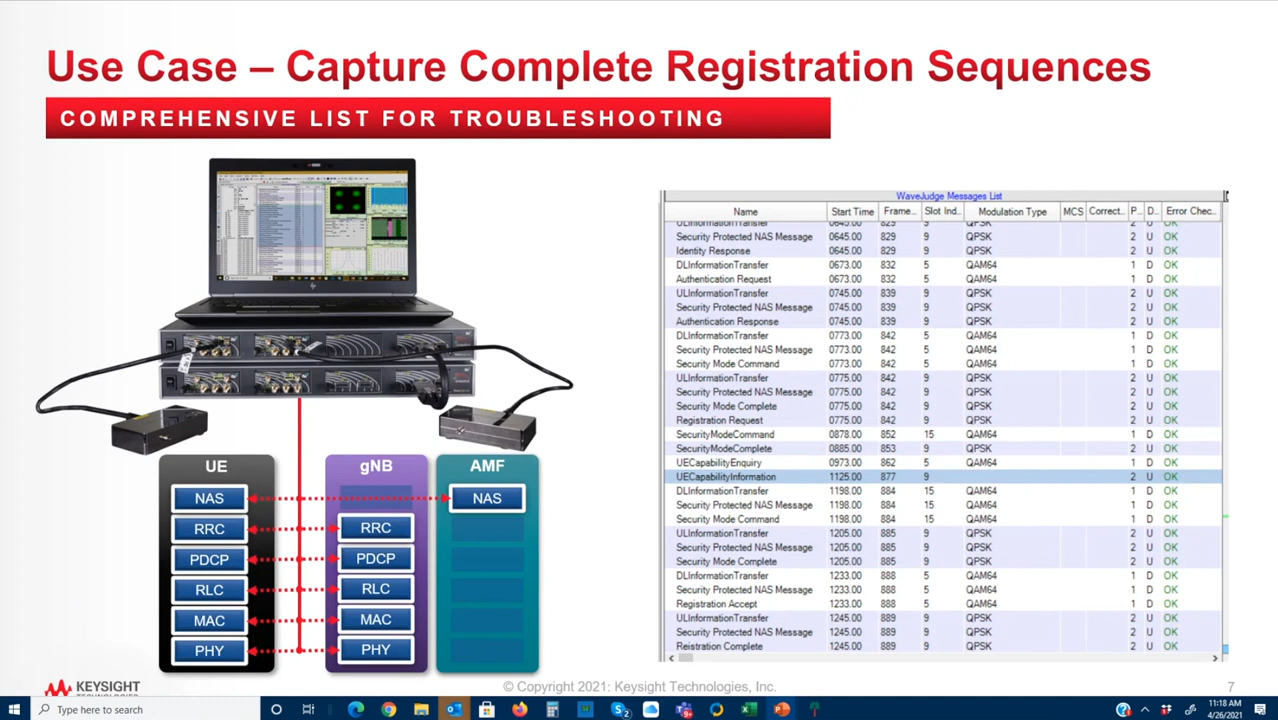 Use Case – Capture Complete Registration Sequences
COMPREHENSIVE LIST FOR TROUBLESHOOTING
WaveJudge Messages List
Name Start Time Frame... Slot Ind.. Modulation Type MCS Correct.. P.. D.. Error Chec..
ULInformationTransfer 0645.00 829 9 QPSK 2 U OK
Security Protected NAS Message 0645.00 829 9 QPSK 2 U OK
Identity Response 0645.00 829 9 QPSK 2 U OK
DLInformationTransfer 0673.00 832 5 QAM64 1 D OK
Authentication Request 0673.00 832 5 QAM64 1 D OK
ULInformationTransfer 0745.00 839 9 QPSK 2 U OK
Security Protected NAS Message 0745.00 839 9 QPSK 2 U OK
Authentication Response 0745.00 839 9 QPSK 2 U OK
DLInformationTransfer 0773.00 842 5 QAM64 1 D OK
Security Protected NAS Message 0773.00 842 5 QAM64 1 D OK
Security Mode Command 0773.00 842 5 QAM64 1 D OK
ULInformationTransfer 0775.00 842 9 QPSK 2 U OK
Security Protected NAS Message 0775.00 842 9 QPSK 2 U OK
Security Mode Complete 0775.00 842 9 QPSK 2 U OK
Registration Request 0775.00 842 9 QPSK 2 U OK
SecurityModeCommand 0878.00 852 15 QAM64 1 D OK
SecurityModeComplete 0885.00 853 9 QPSK 2 U OK
UECapabilityEnquiry 0973.00 862 5 QAM64 1 D OK
UECapabilityInformation 1125.00 877 9 2 U OK
DLInformationTransfer 1198.00 884 15 QAM64 1 D OK
Security Protected NAS Message 1198.00 884 15 QAM64 1 D OK
Security Mode Command 1198.00 884 15 QAM64 1 D OK
ULInformationTransfer 1205.00 885 9 QPSK 2 U OK
Security Protected NAS Message 1205.00 885 9 QPSK 2 U OK
Security Mode Complete 1205.00 885 9 QPSK 2 U OK
DLInformationTransfer 1233.00 888 5 QAM64 1 D OK
Security Protected NAS Message 1233.00 888 5 QAM64 1 D OK
Registration Accept 1233.00 888 5 QAM64 1 D OK
ULInformationTransfer 1245.00 889 9 QPSK 2 U OK
Security Protected NAS Message 1245.00 889 9 QPSK 2 U OK
Reistration Complete 1245.00 889 9 QPSK 2 U OK
UE gNB AMF
NAS NAS
RRC RRC
PDCP PDCP
RLC RLC
MAC MAC
PHY PHY
KEYSIGHT
TECHNOLOGIES
© Copyright 2021: Keysight Technologies, Inc.
7
Type here to search
11:18 AM
4/26/2021